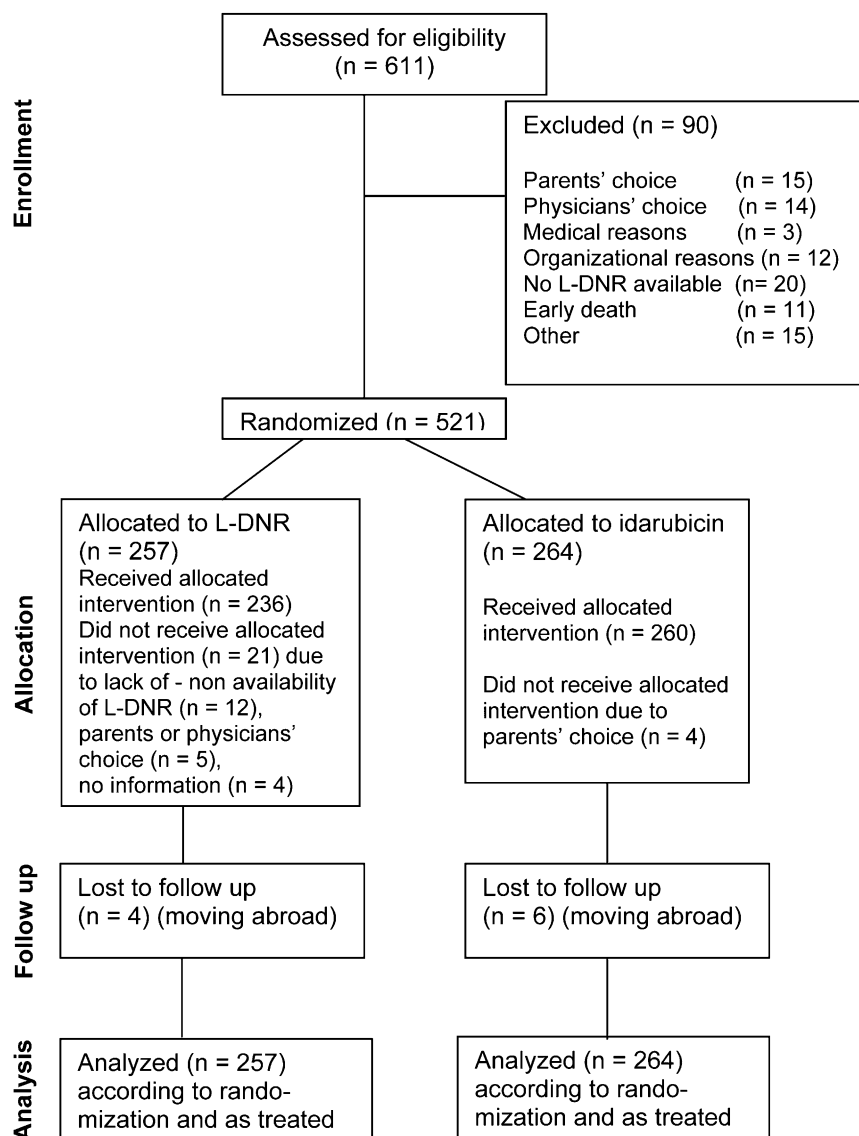 Enrollment
Assessed for eligibility
(n = 611)
Excluded (n = 90)
Parents’ choice (n = 15)
Physicians’ choice (n = 14)
Medical reasons (n = 3)
Organizational reasons (n = 12)
No L-DNR available (n= 20)
Early death (n = 11)
Other (n = 15)
Randomized (n = 521)
Allocation
Allocated to L-DNR
(n = 257)
Received allocated
intervention (n = 236)
Did not receive allocated
intervention (n = 21) due
to lack of - non availability
of L-DNR (n = 12),
parents or physicians’
choice (n = 5),
no information (n = 4)
Allocated to idarubicin
(n = 264)
Received allocated
intervention (n = 260)
Did not receive allocated
intervention due to
parents’ choice (n = 4)
Follow up
Lost to follow up
(n = 4) (moving abroad)
Lost to follow up
(n = 6) (moving abroad)
Analysis
Analyzed (n = 257)
according to rando-
mization and as treated
Analyzed (n = 264)
according to rando-
mization and as treated